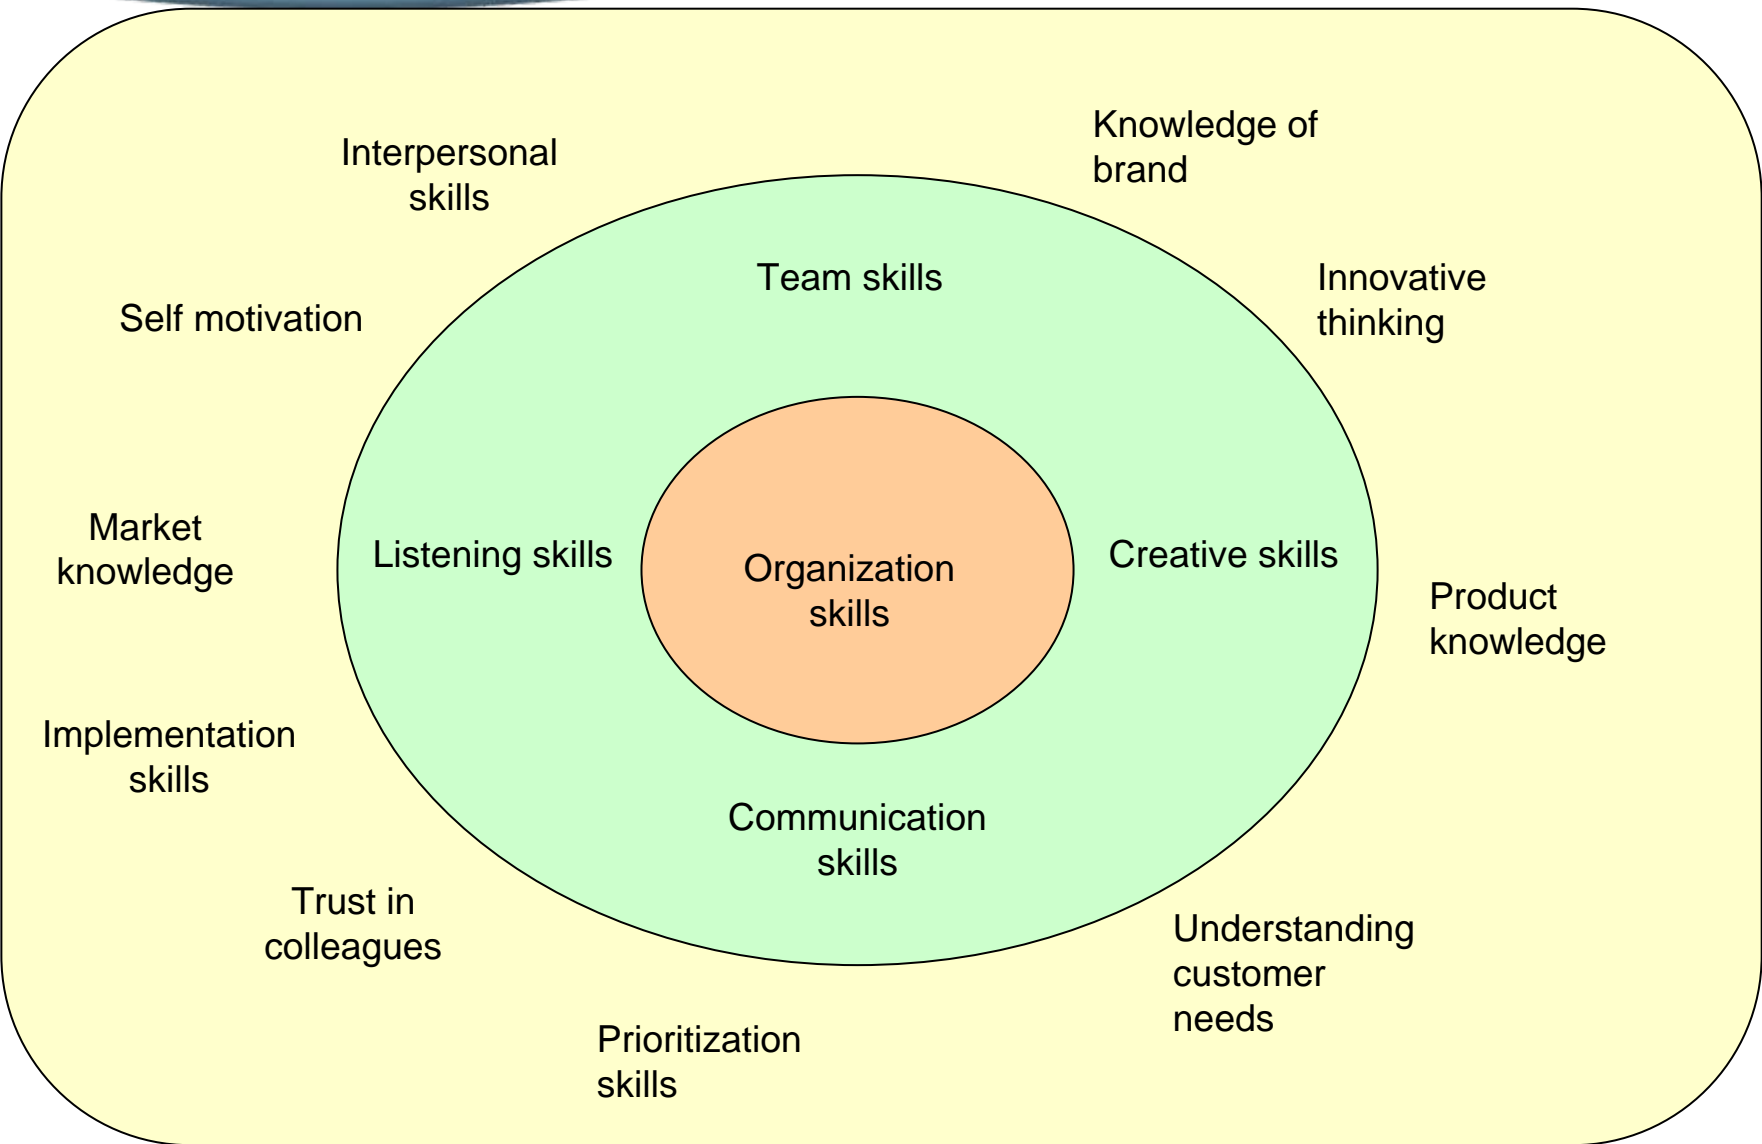 Knowledge of
brand
Interpersonal
skills
Team skills
Innovative
thinking
Self motivation
Market
knowledge
Listening skills
Organization
skills
Creative skills
Product
knowledge
Implementation
skills
Communication
skills
Trust in
colleagues
Understanding
customer
needs
Prioritization
skills